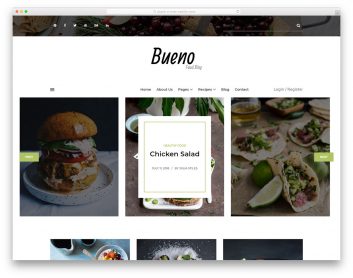 Bueno
Food Blog
Home About Us Pages Recipes Blog Contact
Login / Register
HEALTHY FOOD
Chicken Salad